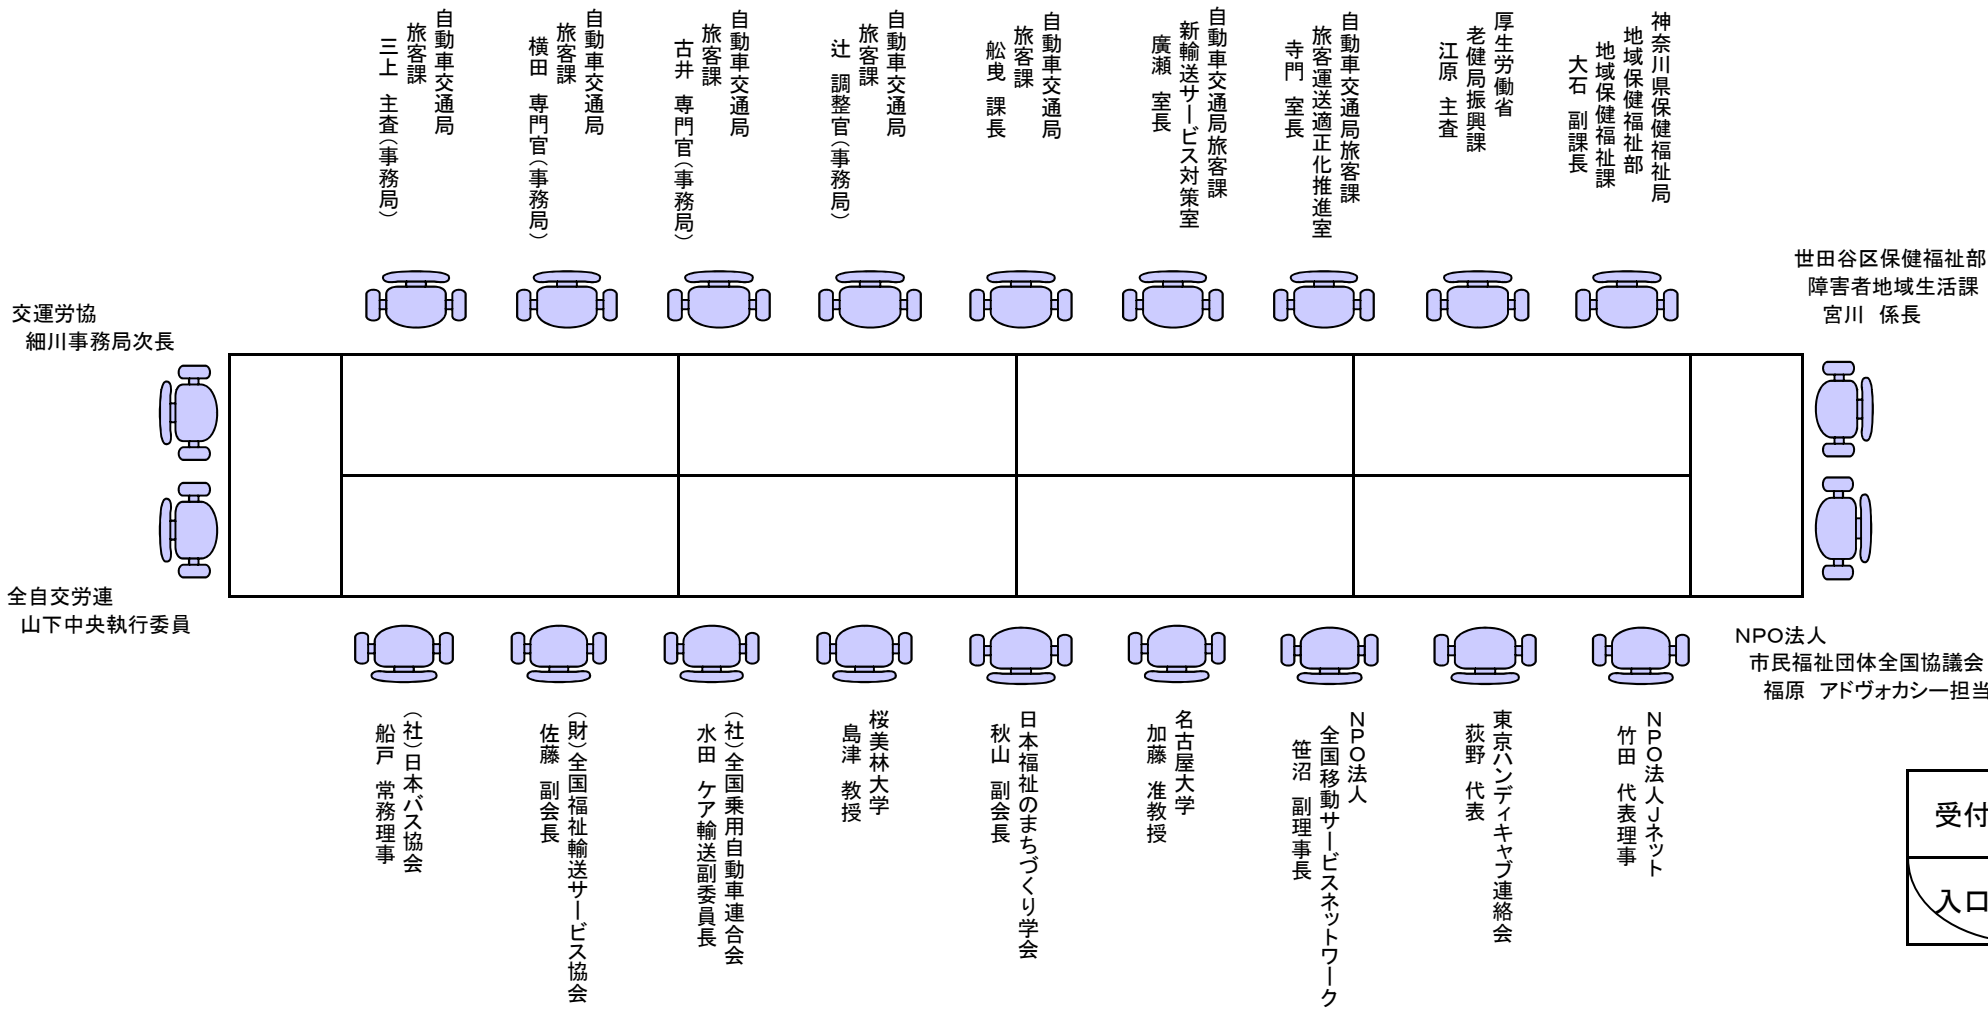 自動車交通局
旅客課
三上 主査(事務局)
自動車交通局
旅客課
横田 専門官(事務局)
自動車交通局
旅客課
古井 専門官(事務局)
自動車交通局
旅客課
辻 調整官(事務局)
自動車交通局
旅客課
舩曵 課長
自動車交通局旅客課
新輸送サービス対策室
廣瀬 室長
自動車交通局旅客課
旅客運送適正化推進室
寺門 室長
厚生労働省
老健局振興課
江原 主査
神奈川県保健福祉局
地域保健福祉部
地域保健福祉課
大石 副課長
世田谷区保健福祉部
障害者地域生活課
宮川 係長
交運労協
細川事務局次長
全自交労連
山下中央執行委員
(社)日本バス協会
船戸 常務理事
(財)全国福祉輸送サービス協会
佐藤 副会長
(社)全国乗用自動車連合会
水田 ケア輸送副委員長
桜美林大学
島津 教授
日本福祉のまちづくり学会
秋山 副会長
名古屋大学
加藤 准教授
NPO法人
全国移動サービスネットワーク
笹沼 副理事長
東京ハンディキャブ連絡会
荻野 代表
NPO法人Jネット
竹田 代表理事
NPO法人
市民福祉団体全国協議会
福原 アドヴォカシー担当
受付
入口